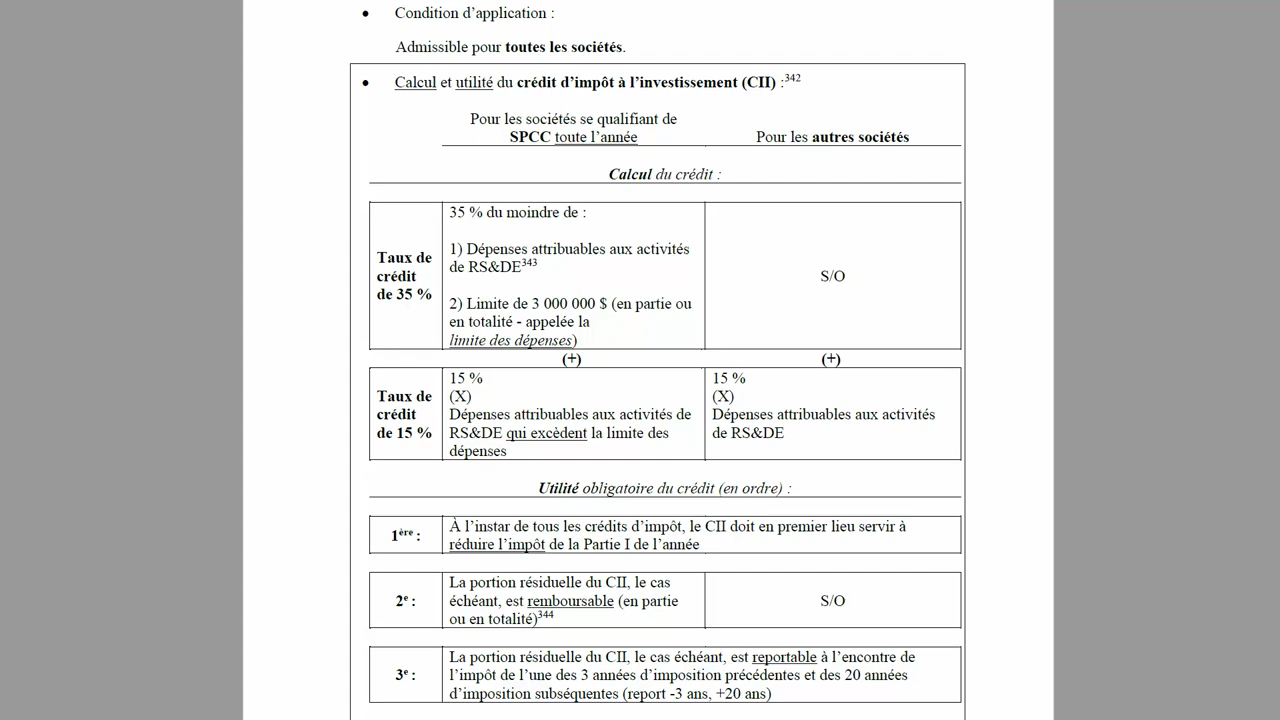 • Condition d’application :
Admissible pour toutes les sociétés.
• Calcul et utilité du crédit d’impôt à l’investissement (CII) :342
Pour les sociétés se qualifiant de
SPCC toute l’année
Pour les autres sociétés
Calcul du crédit :
Taux de
crédit
de 35 %
35 % du moindre de :
1) Dépenses attribuables aux activités
de RS&DE343
2) Limite de 3 000 000 $ (en partie ou
en totalité - appelée la
limite des dépenses)
S/O
(+)
(+)
Taux de
crédit
de 15 %
15 %
(X)
Dépenses attribuables aux activités de
RS&DE qui excèdent la limite des
dépenses
15 %
(X)
Dépenses attribuables aux activités
de RS&DE
Utilité obligatoire du crédit (en ordre) :
1ère :
À l’instar de tous les crédits d’impôt, le CII doit en premier lieu servir à
réduire l’impôt de la Partie I de l’année
2e :
La portion résiduelle du CII, le cas
échéant, est remboursable (en partie
ou en totalité)344
S/O
3e :
La portion résiduelle du CII, le cas échéant, est reportable à l’encontre de
l’impôt de l’une des 3 années d’imposition précédentes et des 20 années
d’imposition subséquentes (report -3 ans, +20 ans)